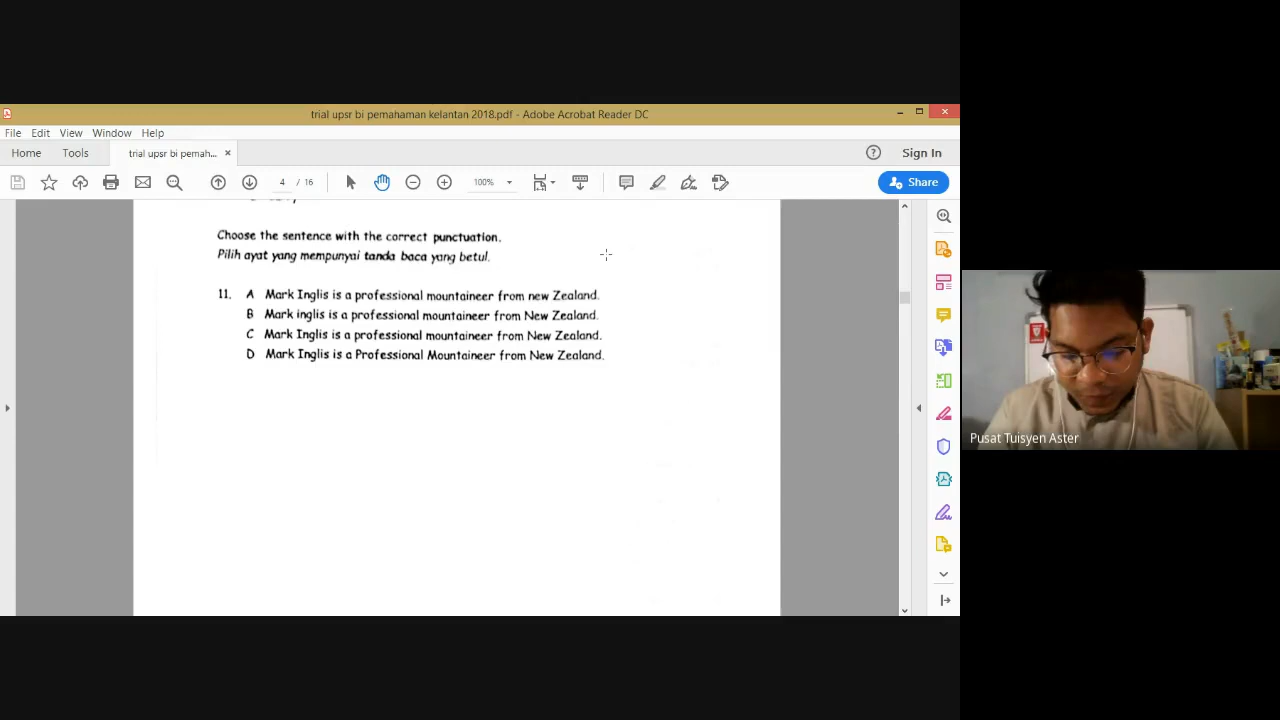 trial upsr bi pemahaman kelantan 2018.pdf - Adobe Acrobat Reader DC
File Edit View Window Help
Home Tools trial upsr bi pemah... × Sign In
4 / 16 100% Share
Choose the sentence with the correct punctuation.
Pilih ayat yang mempunyai tanda baca yang betul.
11. A Mark Inglis is a professional mountaineer from new Zealand.
B Mark inglis is a professional mountaineer from New Zealand.
C Mark Inglis is a professional mountaineer from New Zealand.
D Mark Inglis is a Professional Mountaineer from New Zealand.
Pusat Tuisyen Aster